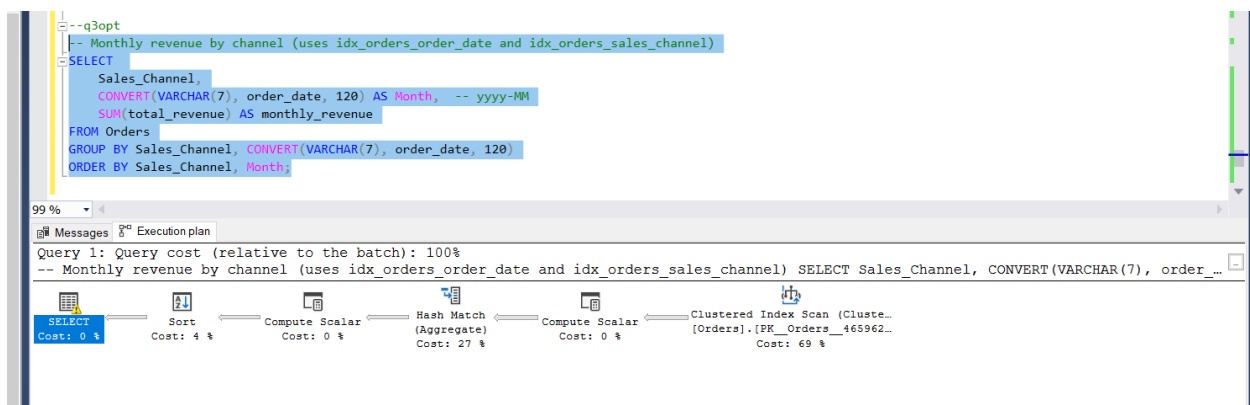 --q3opt
-- Monthly revenue by channel (uses idx_orders_order_date and idx_orders_sales_channel)
SELECT
Sales_Channel,
CONVERT(VARCHAR(7), order_date, 120) AS Month, -- yyyy-MM
SUM(total_revenue) AS monthly_revenue
FROM Orders
GROUP BY Sales_Channel, CONVERT(VARCHAR(7), order_date, 120)
ORDER BY Sales_Channel, Month;
99 %
Messages Execution plan
Query 1: Query cost (relative to the batch): 100%
-- Monthly revenue by channel (uses idx_orders_order_date and idx_orders_sales_channel) SELECT Sales_Channel, CONVERT(VARCHAR(7), order_…
SELECT
Cost: 0 %
Sort
Cost: 4 %
Compute Scalar
Cost: 0 %
Hash Match
(Aggregate)
Cost: 27 %
Compute Scalar
Cost: 0 %
Clustered Index Scan (Cluste…
[Orders].[PK__Orders__465962…
Cost: 69 %